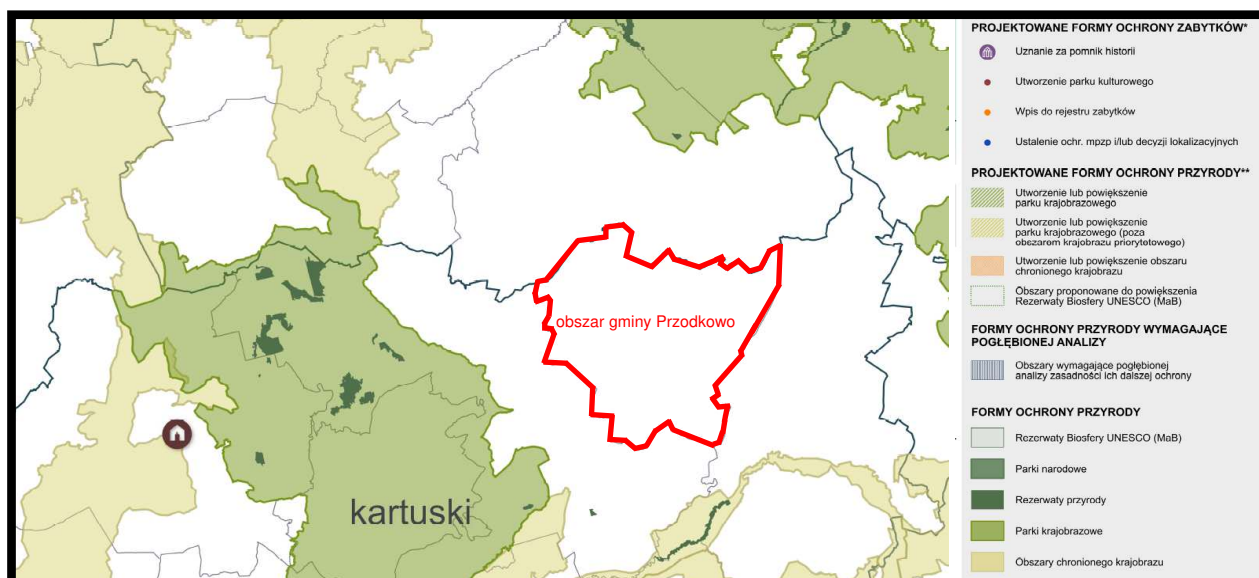 obszar gminy Przodkowo
kartuski
PROJEKTOWANE FORMY OCHRONY ZABYTKÓW*
Uznanie za pomnik historii
Utworzenie parku kulturowego
Wpis do rejestru zabytków
Ustalenie ochr. mpzp i/lub decyzji lokalizacyjnych
PROJEKTOWANE FORMY OCHRONY PRZYRODY**
Utworzenie lub powiększenie
parku krajobrazowego
Utworzenie lub powiększenie
parku krajobrazowego (poza
obszarem krajobrazu priorytetowego)
Utworzenie lub powiększenie obszaru
chronionego krajobrazu
Obszary proponowane do powiększenia
Rezerwaty Biosfery UNESCO (MaB)
FORMY OCHRONY PRZYRODY WYMAGAJĄCE
POGŁĘBIONEJ ANALIZY
Obszary wymagające pogłębionej
analizy zasadności ich dalszej ochrony
FORMY OCHRONY PRZYRODY
Rezerwaty Biosfery UNESCO (MaB)
Parki narodowe
Rezerwaty przyrody
Parki krajobrazowe
Obszary chronionego krajobrazu